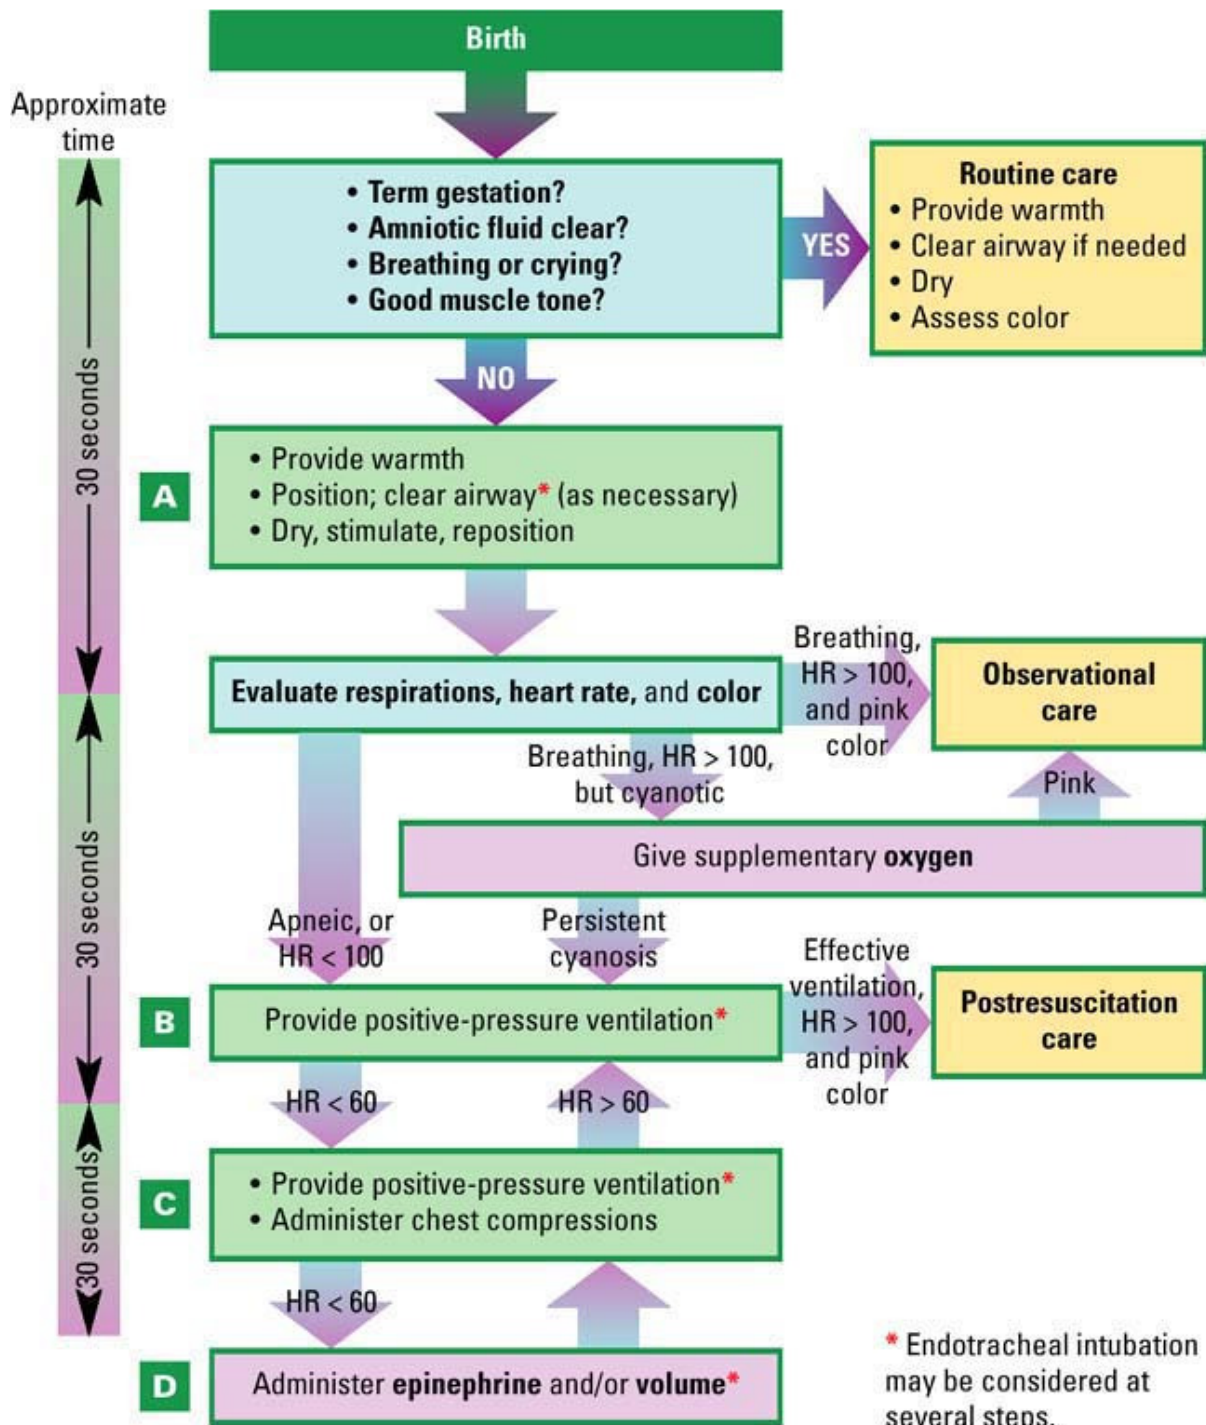 Birth
Approximate
time
• Term gestation?
• Amniotic fluid clear?
• Breathing or crying?
• Good muscle tone?
YES
Routine care
• Provide warmth
• Clear airway if needed
• Dry
• Assess color
30 seconds
NO
A
• Provide warmth
• Position; clear airway* (as necessary)
• Dry, stimulate, reposition
Evaluate respirations, heart rate, and color
Breathing,
HR > 100,
and pink
color
Observational
care
Breathing, HR > 100,
but cyanotic
Pink
Give supplementary oxygen
30 seconds
Apneic, or
HR < 100
Persistent
cyanosis
B
Provide positive-pressure ventilation*
Effective
ventilation,
HR > 100,
and pink
color
Postresuscitation
care
HR < 60
HR > 60
30 seconds
C
• Provide positive-pressure ventilation*
• Administer chest compressions
HR < 60
D
Administer epinephrine and/or volume*
* Endotracheal intubation
may be considered at
several steps.